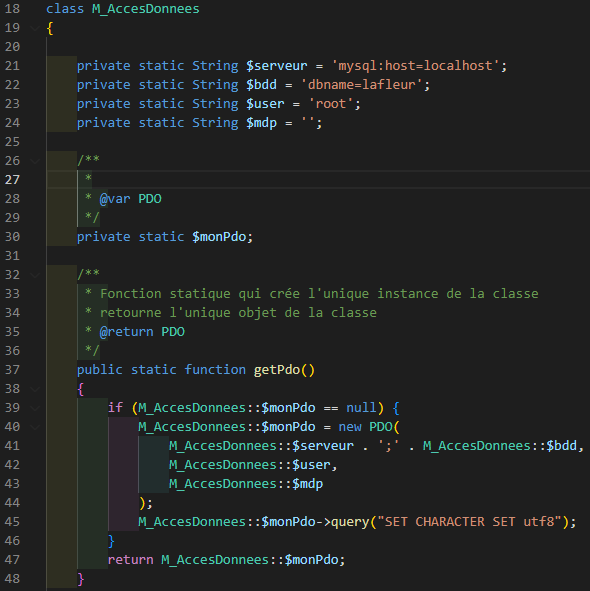 18 class M_AccesDonnees
19 {
20
21 private static String $serveur = 'mysql:host=localhost';
22 private static String $bdd = 'dbname=lafleur';
23 private static String $user = 'root';
24 private static String $mdp = '';
25
26 /**
27 *
28 * @var PDO
29 */
30 private static $monPdo;
31
32 /**
33 * Fonction statique qui crée l'unique instance de la classe
34 * retourne l'unique objet de la classe
35 * @return PDO
36 */
37 public static function getPdo()
38 {
39 if (M_AccesDonnees::$monPdo == null) {
40 M_AccesDonnees::$monPdo = new PDO(
41 M_AccesDonnees::$serveur . ';' . M_AccesDonnees::$bdd,
42 M_AccesDonnees::$user,
43 M_AccesDonnees::$mdp
44 );
45 M_AccesDonnees::$monPdo->query("SET CHARACTER SET utf8");
46 }
47 return M_AccesDonnees::$monPdo;
48 }